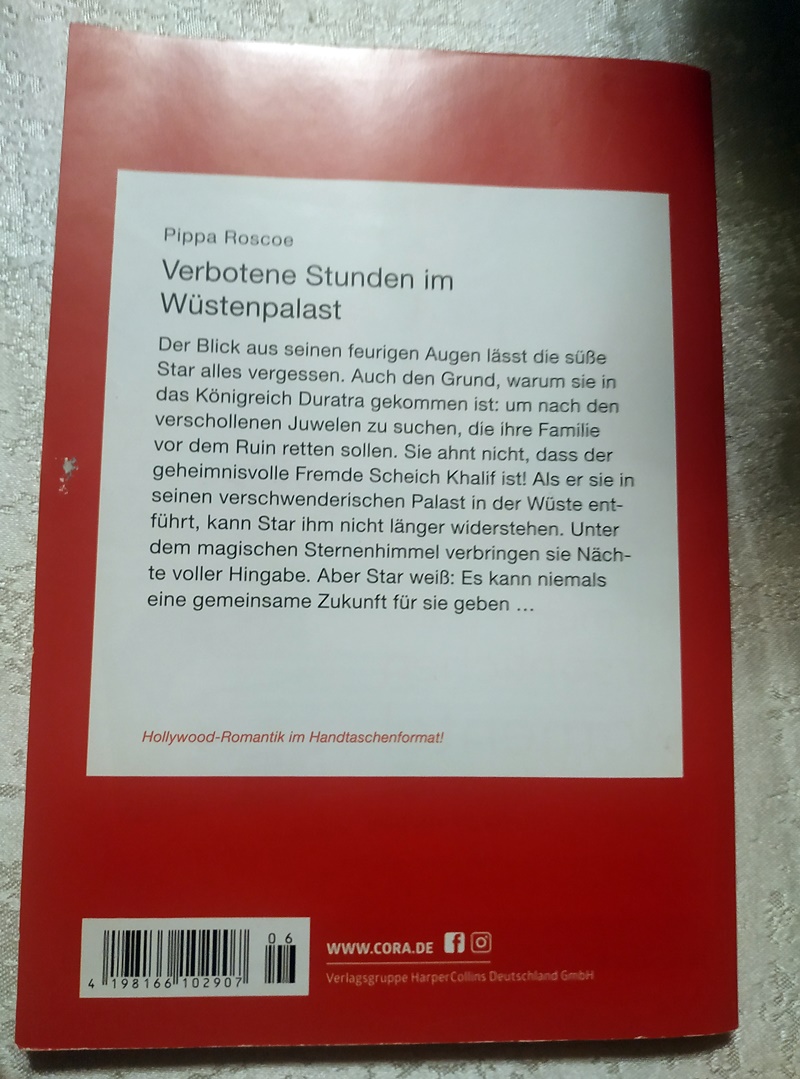 Pippa Roscoe
Verbotene Stunden im
Wüstenpalast
Der Blick aus seinen feurigen Augen lässt die süße
Star alles vergessen. Auch den Grund, warum sie in
das Königreich Duratra gekommen ist: um nach den
verschollenen Juwelen zu suchen, die ihre Familie
vor dem Ruin retten sollen. Sie ahnt nicht, dass der
geheimnisvolle Fremde Scheich Khalif ist! Als er sie in
seinen verschwenderischen Palast in der Wüste ent-
führt, kann Star ihm nicht länger widerstehen. Unter
dem magischen Sternenhimmel verbringen sie Näch-
te voller Hingabe. Aber Star weiß: Es kann niemals
eine gemeinsame Zukunft für sie geben ...
Hollywood-Romantik im Handtaschenformat!
06
4 198166 102907
WWW.CORA.DE
Verlagsgruppe HarperCollins Deutschland GmbH